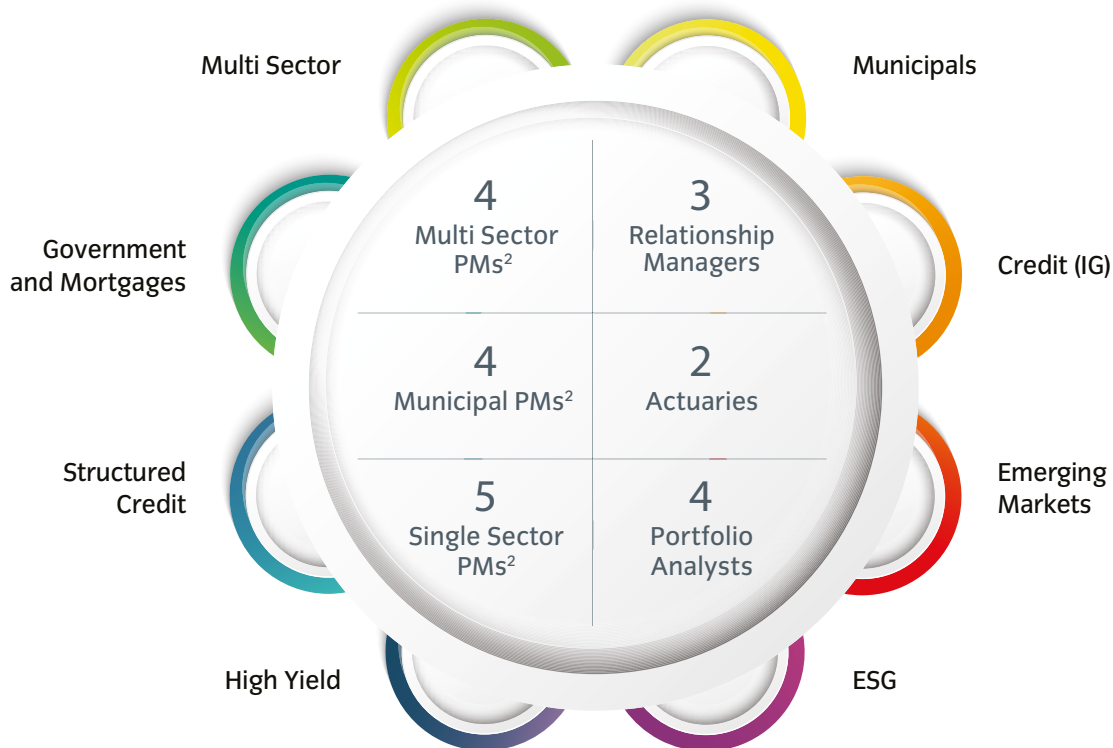 Multi Sector
Municipals
Government
and Mortgages
Credit (IG)
Structured
Credit
Emerging
Markets
High Yield
ESG
4
Multi Sector
PMs²
3
Relationship
Managers
4
Municipal PMs²
2
Actuaries
5
Single Sector
PMs²
4
Portfolio
Analysts